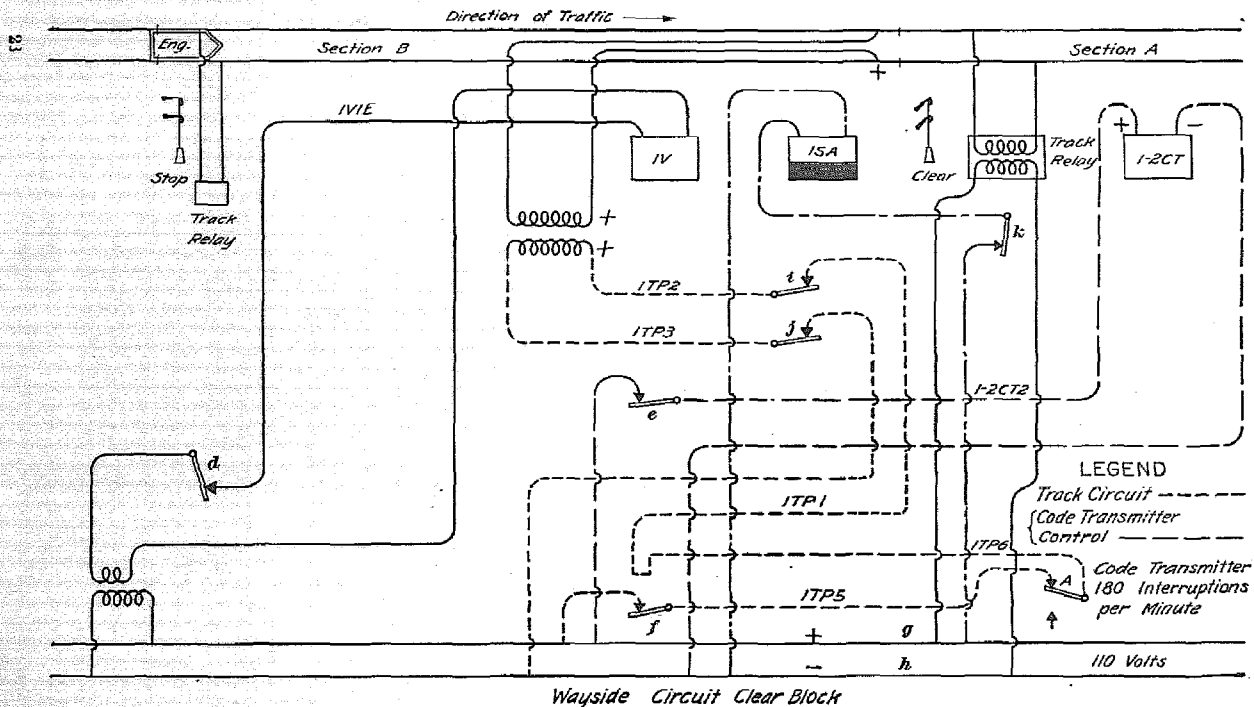 Direction of Traffic
23
Eng.
Section B
Section A
+
1V1E
1V
1SA
Stop
Clear
Track
Relay
+
-
1-2CT
Track
Relay
+
+
k
1TP2
i
1TP3
j
1-2CT2
e
d
LEGEND
Track Circuit
Code Transmitter
Control
1TP1
1TP6
A
Code Transmitter
180 Interruptions
per Minute
1TP5
f
+
g
-
h
110 Volts
Wayside Circuit Clear Block